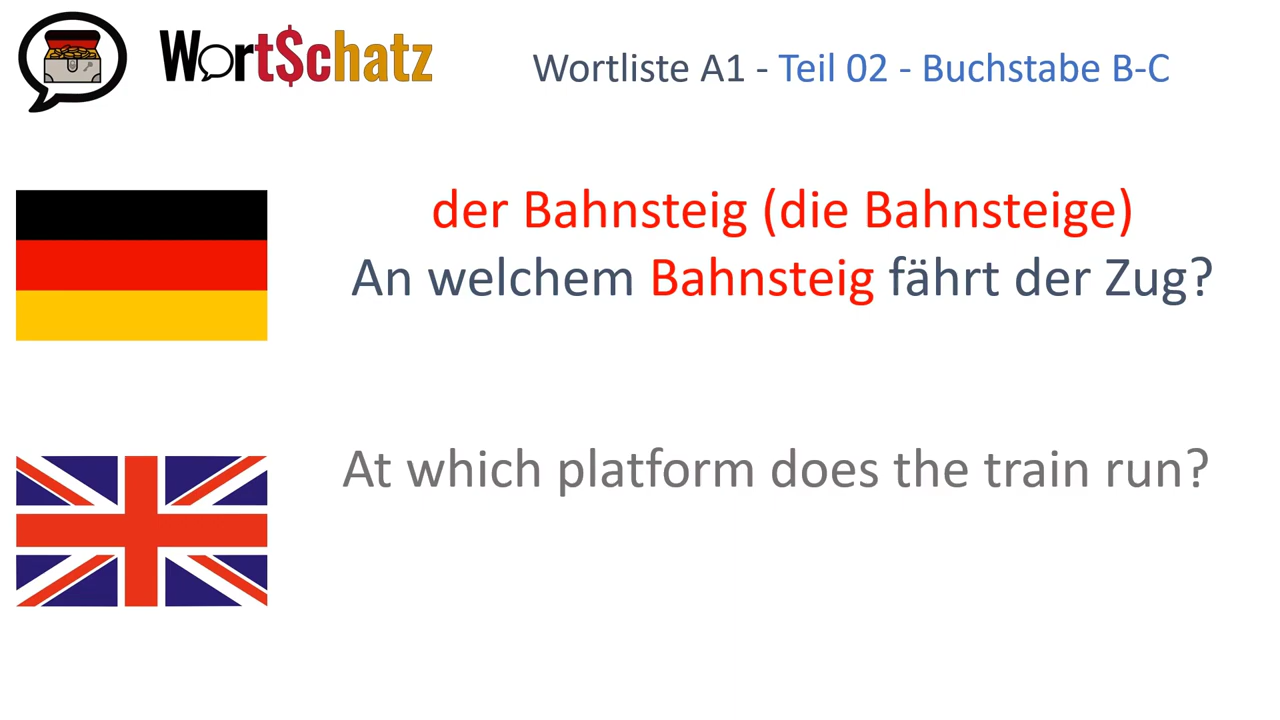 Wort$chatz
Wortliste A1 - Teil 02 - Buchstabe B-C
der Bahnsteig (die Bahnsteige)
An welchem Bahnsteig fährt der Zug?
At which platform does the train run?